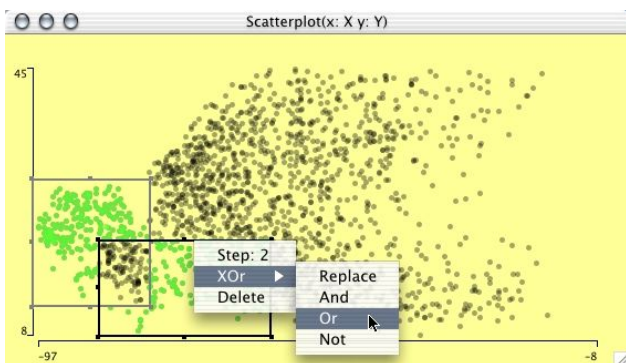 Scatterplot(x: X y: Y)
45
Step: 2
XOr
Delete
Replace
And
Or
Not
8
-97
-8